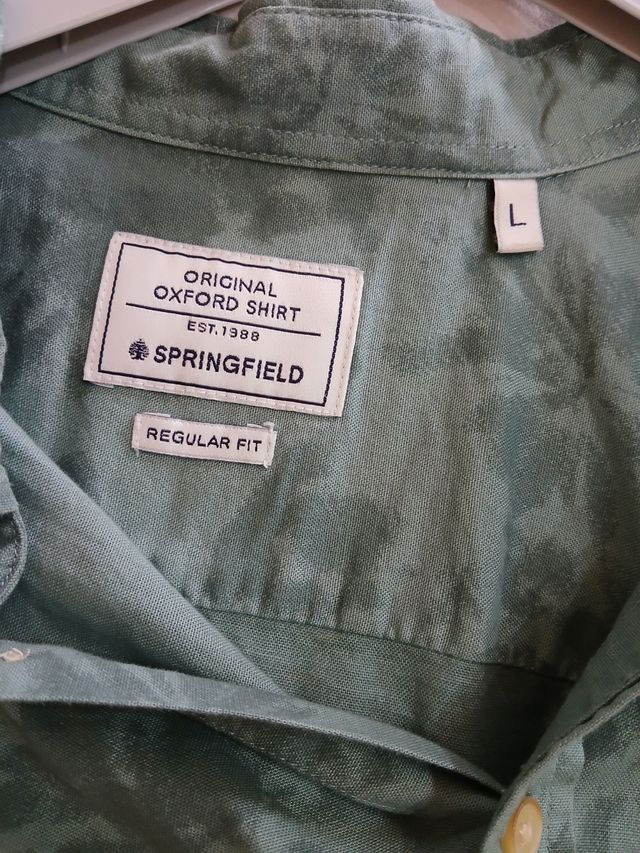 L
ORIGINAL
OXFORD SHIRT
EST.1988
SPRINGFIELD
REGULAR FIT